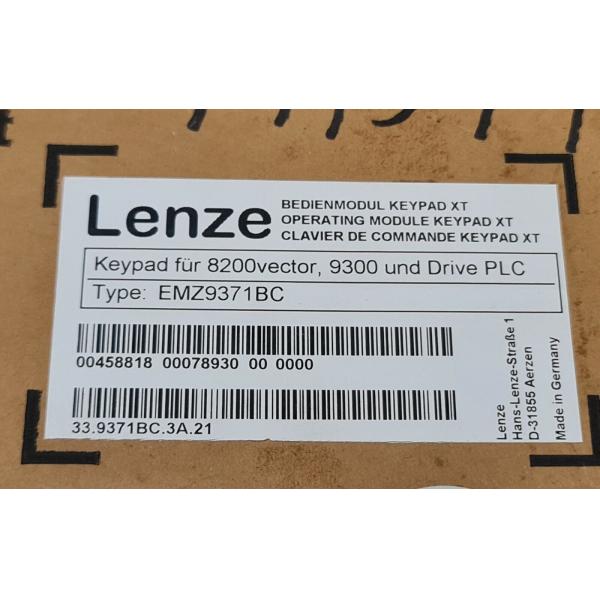 Lenze
BEDIENMODUL KEYPAD XT
OPERATING MODULE KEYPAD XT
CLAVIER DE COMMANDE KEYPAD XT
Keypad für 8200vector, 9300 und Drive PLC
Type: EMZ9371BC
00458818 00078930 00 0000
33.9371BC.3A.21
Lenze
Hans-Lenze-Straße 1
D-31855 Aerzen
Made in Germany